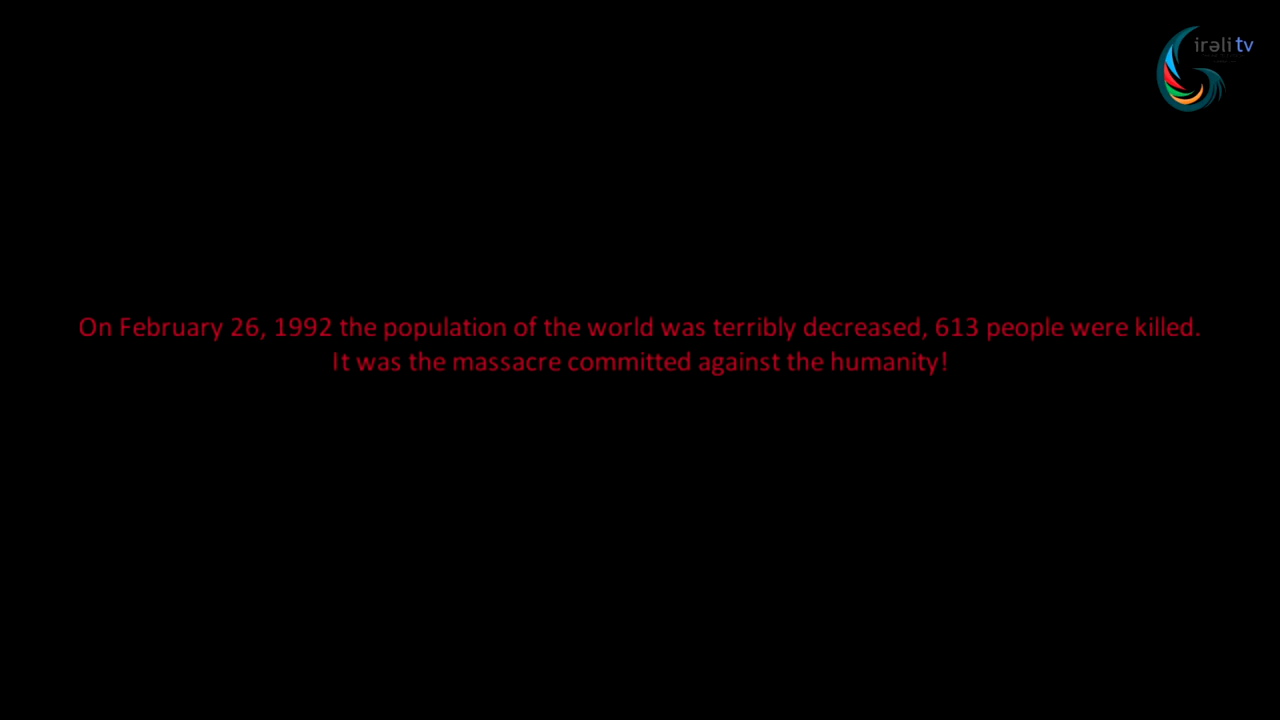 irəli tv
On February 26, 1992 the population of the world was terribly decreased, 613 people were killed.
It was the massacre committed against the humanity!